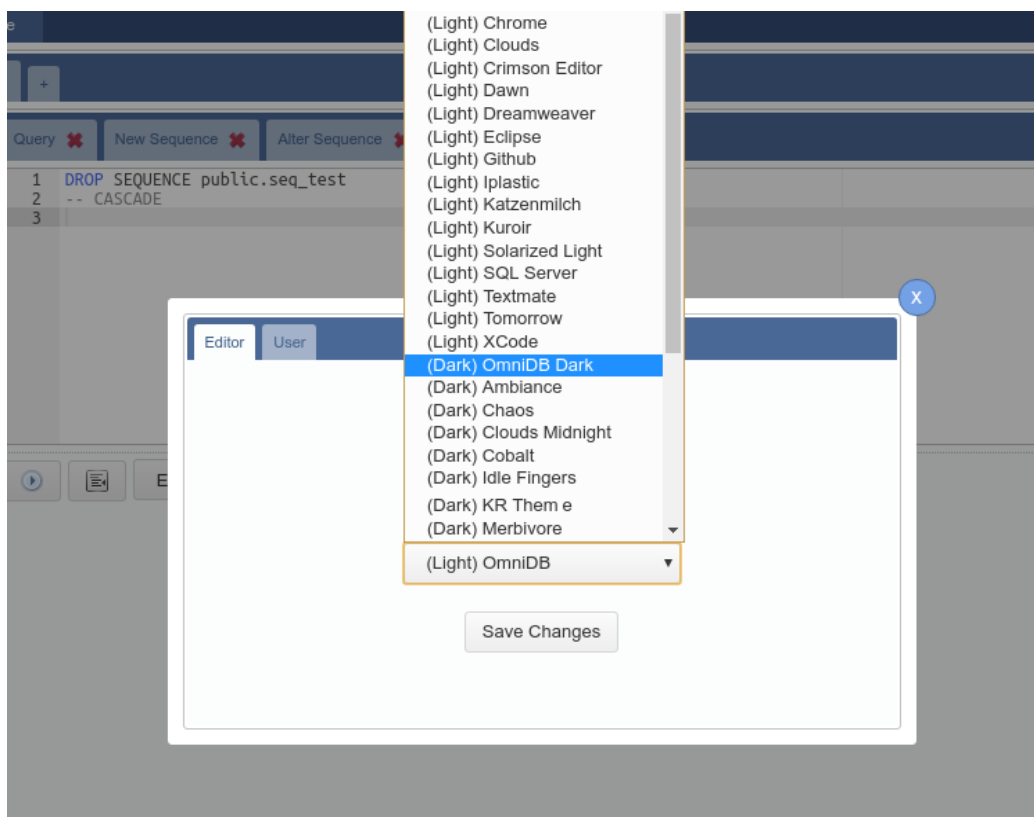 e
+
Query New Sequence Alter Sequence
1 DROP SEQUENCE public.seq_test
2 -- CASCADE
3
(Light) Chrome
(Light) Clouds
(Light) Crimson Editor
(Light) Dawn
(Light) Dreamweaver
(Light) Eclipse
(Light) Github
(Light) Iplastic
(Light) Katzenmilch
(Light) Kuroir
(Light) Solarized Light
(Light) SQL Server
(Light) Textmate
(Light) Tomorrow
(Light) XCode
(Dark) OmniDB Dark
(Dark) Ambiance
(Dark) Chaos
(Dark) Clouds Midnight
(Dark) Cobalt
(Dark) Idle Fingers
(Dark) KR Them e
(Dark) Merbivore
(Light) OmniDB
X
Editor User
E
Save Changes